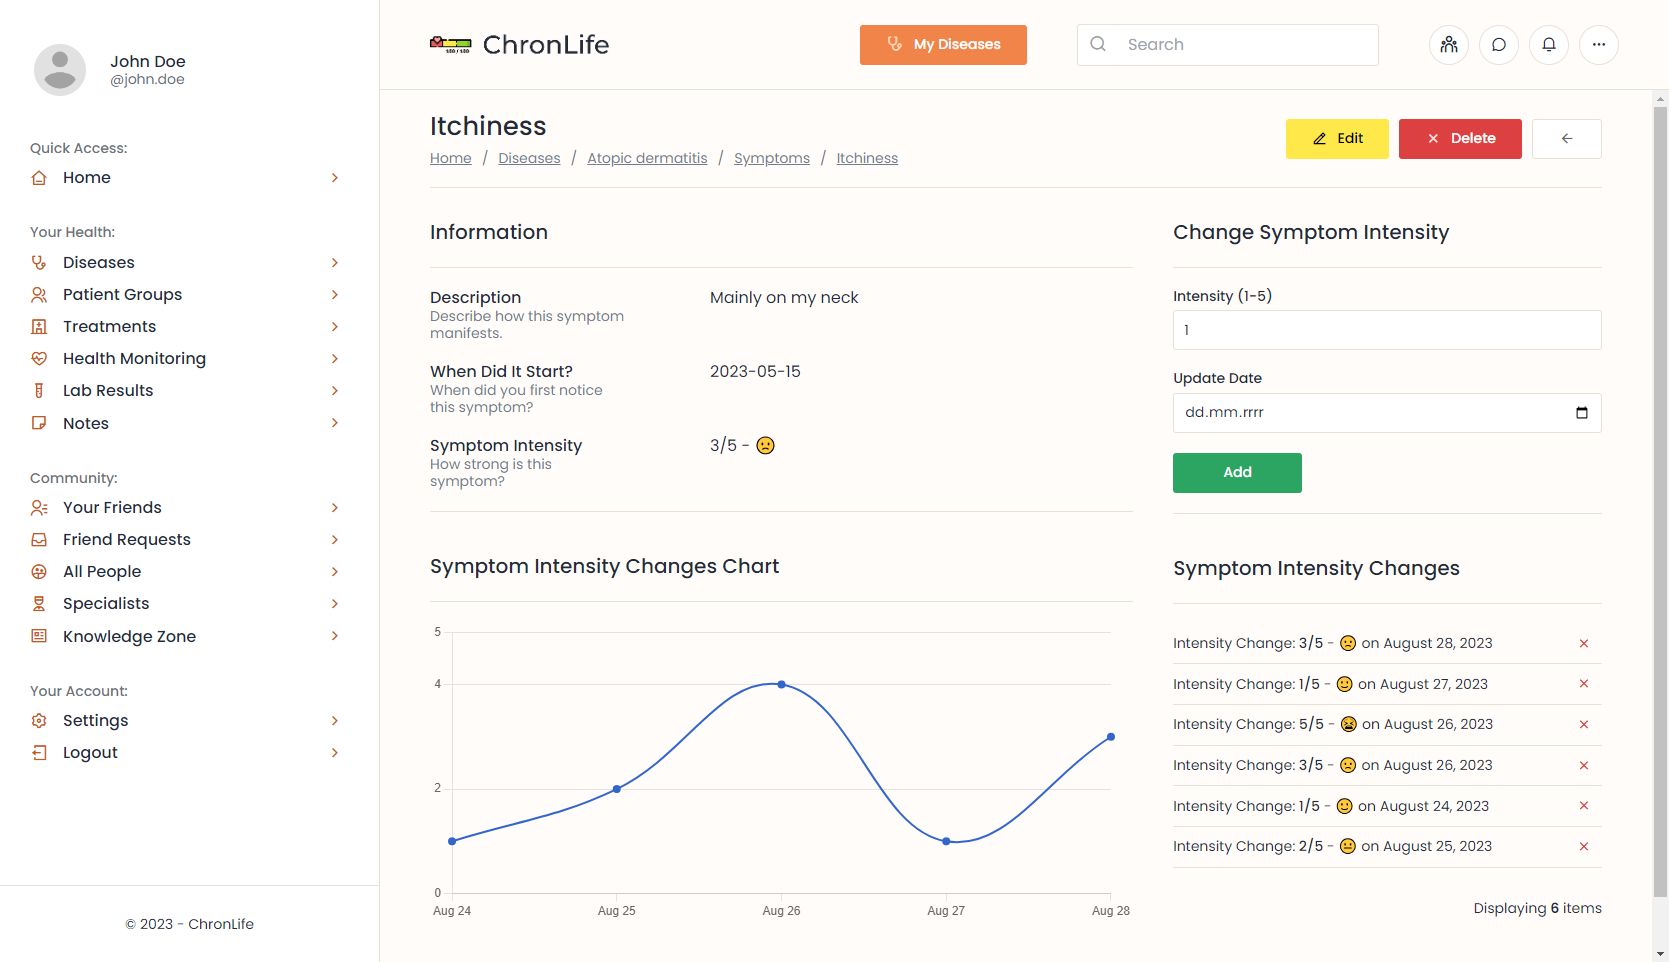 John Doe
@john.doe
Quick Access:
Home
Your Health:
Diseases
Patient Groups
Treatments
Health Monitoring
Lab Results
Notes
Community:
Your Friends
Friend Requests
All People
Specialists
Knowledge Zone
Your Account:
Settings
Logout
© 2023 - ChronLife
ChronLife
My Diseases
Search
Itchiness
Home / Diseases / Atopic dermatitis / Symptoms / Itchiness
Edit
Delete
Information
Description
Describe how this symptom
manifests.
Mainly on my neck
When Did It Start?
When did you first notice
this symptom?
2023-05-15
Symptom Intensity
How strong is this
symptom?
3/5 - 🙁
Change Symptom Intensity
Intensity (1-5)
1
Update Date
dd.mm.rrrr
Add
Symptom Intensity Changes Chart
5
4
2
0
Aug 24 Aug 25 Aug 26 Aug 27 Aug 28
Symptom Intensity Changes
Intensity Change: 3/5 - 🙁 on August 28, 2023
Intensity Change: 1/5 - 🙂 on August 27, 2023
Intensity Change: 5/5 - 😫 on August 26, 2023
Intensity Change: 3/5 - 🙁 on August 26, 2023
Intensity Change: 1/5 - 🙂 on August 24, 2023
Intensity Change: 2/5 - 😐 on August 25, 2023
Displaying 6 items